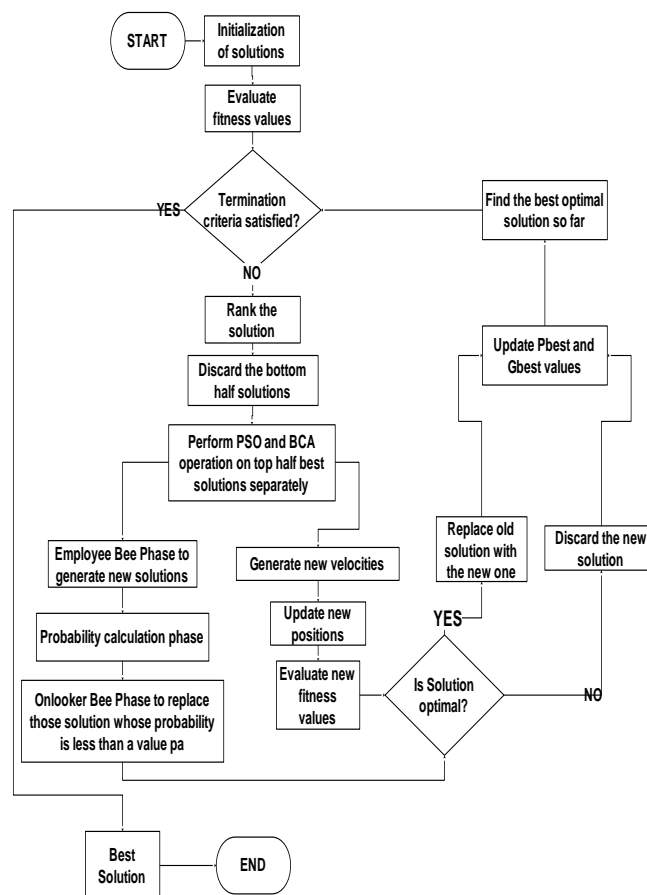 START
Initialization
of solutions
Evaluate
fitness values
YES
Termination
criteria satisfied?
Find the best optimal
solution so far
NO
Rank the
solution
Update Pbest and
Gbest values
Discard the bottom
half solutions
Perform PSO and BCA
operation on top half best
solutions separately
Employee Bee Phase to
generate new solutions
Generate new velocities
Replace old
solution with
the new one
Discard the new
solution
Probability calculation phase
Update new
positions
YES
Onlooker Bee Phase to replace
those solution whose probability
is less than a value pa
Evaluate new
fitness
values
Is Solution
optimal?
NO
Best
Solution
END